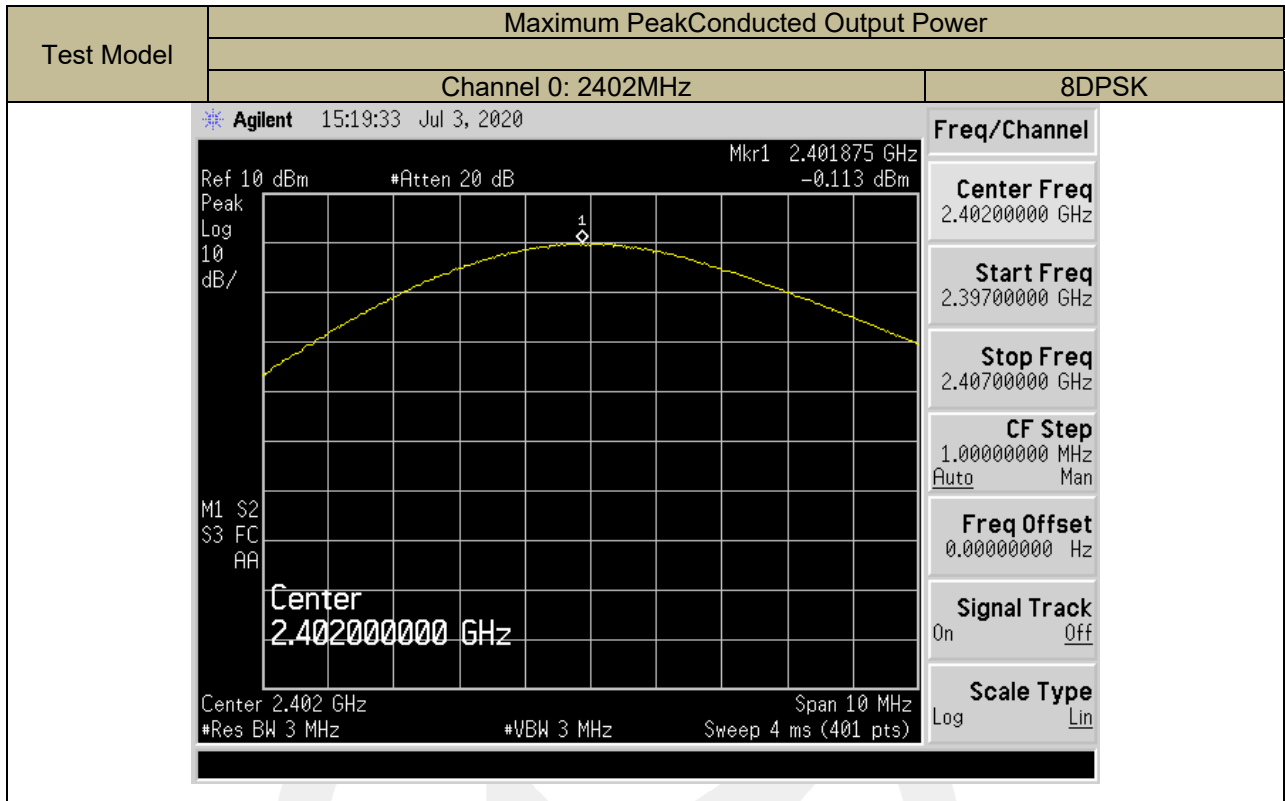 Test Model
Maximum PeakConducted Output Power
Channel 0: 2402MHz
8DPSK
Agilent 15:19:33 Jul 3, 2020
Mkr1 2.401875 GHz
Ref 10 dBm #Atten 20 dB -0.113 dBm
Peak
Log
10
dB/
1
M1 S2
S3 FC
AA
Center
2.402000000 GHz
Center 2.402 GHz Span 10 MHz
#Res BW 3 MHz #VBW 3 MHz Sweep 4 ms (401 pts)
Freq/Channel
Center Freq
2.40200000 GHz
Start Freq
2.39700000 GHz
Stop Freq
2.40700000 GHz
CF Step
1.00000000 MHz
Auto Man
Freq Offset
0.00000000 Hz
Signal Track
On Off
Scale Type
Log Lin